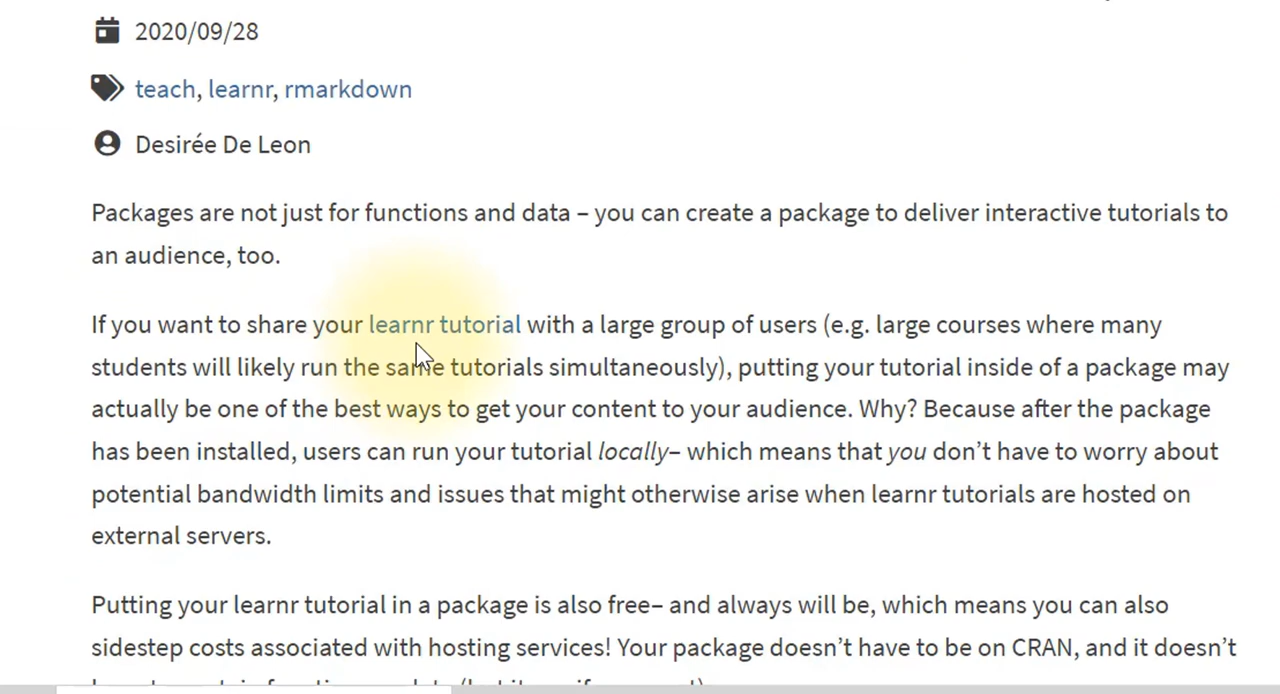 2020/09/28
teach, learnr, rmarkdown
Desirée De Leon
Packages are not just for functions and data – you can create a package to deliver interactive tutorials to
an audience, too.
If you want to share your learnr tutorial with a large group of users (e.g. large courses where many
students will likely run the same tutorials simultaneously), putting your tutorial inside of a package may
actually be one of the best ways to get your content to your audience. Why? Because after the package
has been installed, users can run your tutorial locally– which means that you don’t have to worry about
potential bandwidth limits and issues that might otherwise arise when learnr tutorials are hosted on
external servers.
Putting your learnr tutorial in a package is also free– and always will be, which means you can also
sidestep costs associated with hosting services! Your package doesn’t have to be on CRAN, and it doesn’t